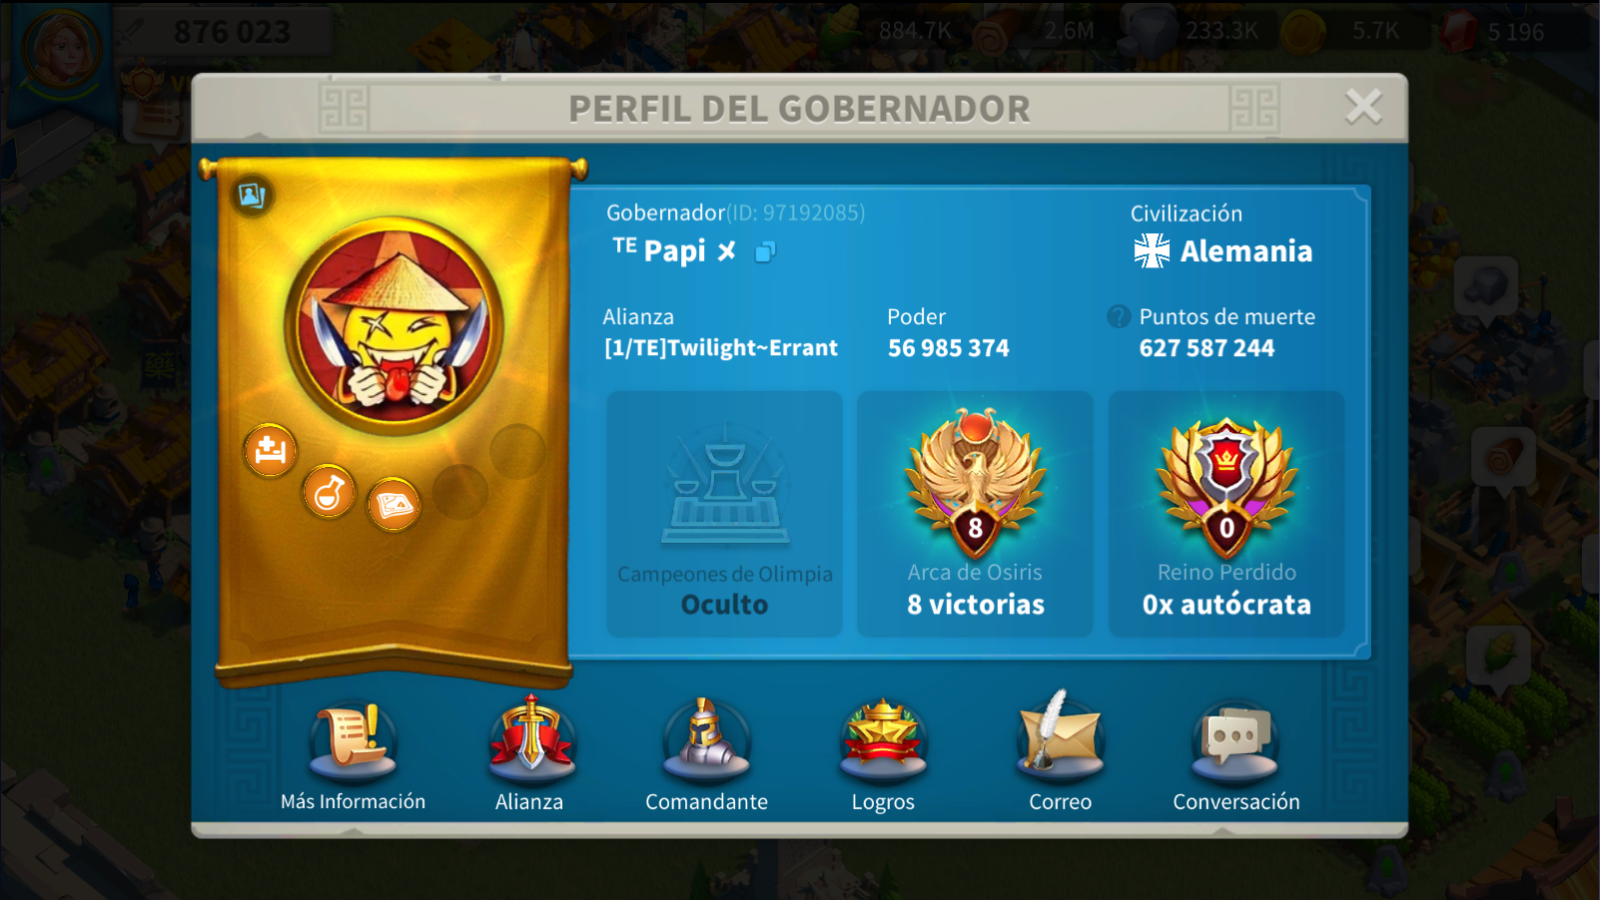 876 023
884.7K
2.6M
233.3K
5.7K
5 196
PERFIL DEL GOBERNADOR
Gobernador(ID: 97192085)
ᵀᴱ Papi ✗
Civilización
Alemania
Alianza
[1/TE]Twilight~Errant
Poder
56 985 374
? Puntos de muerte
627 587 244
8
0
Campeones de Olimpia
Oculto
Arca de Osiris
8 victorias
Reino Perdido
0x autócrata
Más Información
Alianza
Comandante
Logros
Correo
Conversación